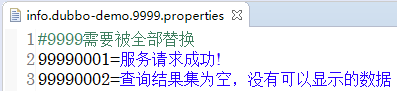 info.dubbo-demo.9999.properties
1 #9999需要被全部替换
2 99990001=服务请求成功!
3 99990002=查询结果集为空，没有可以显示的数据